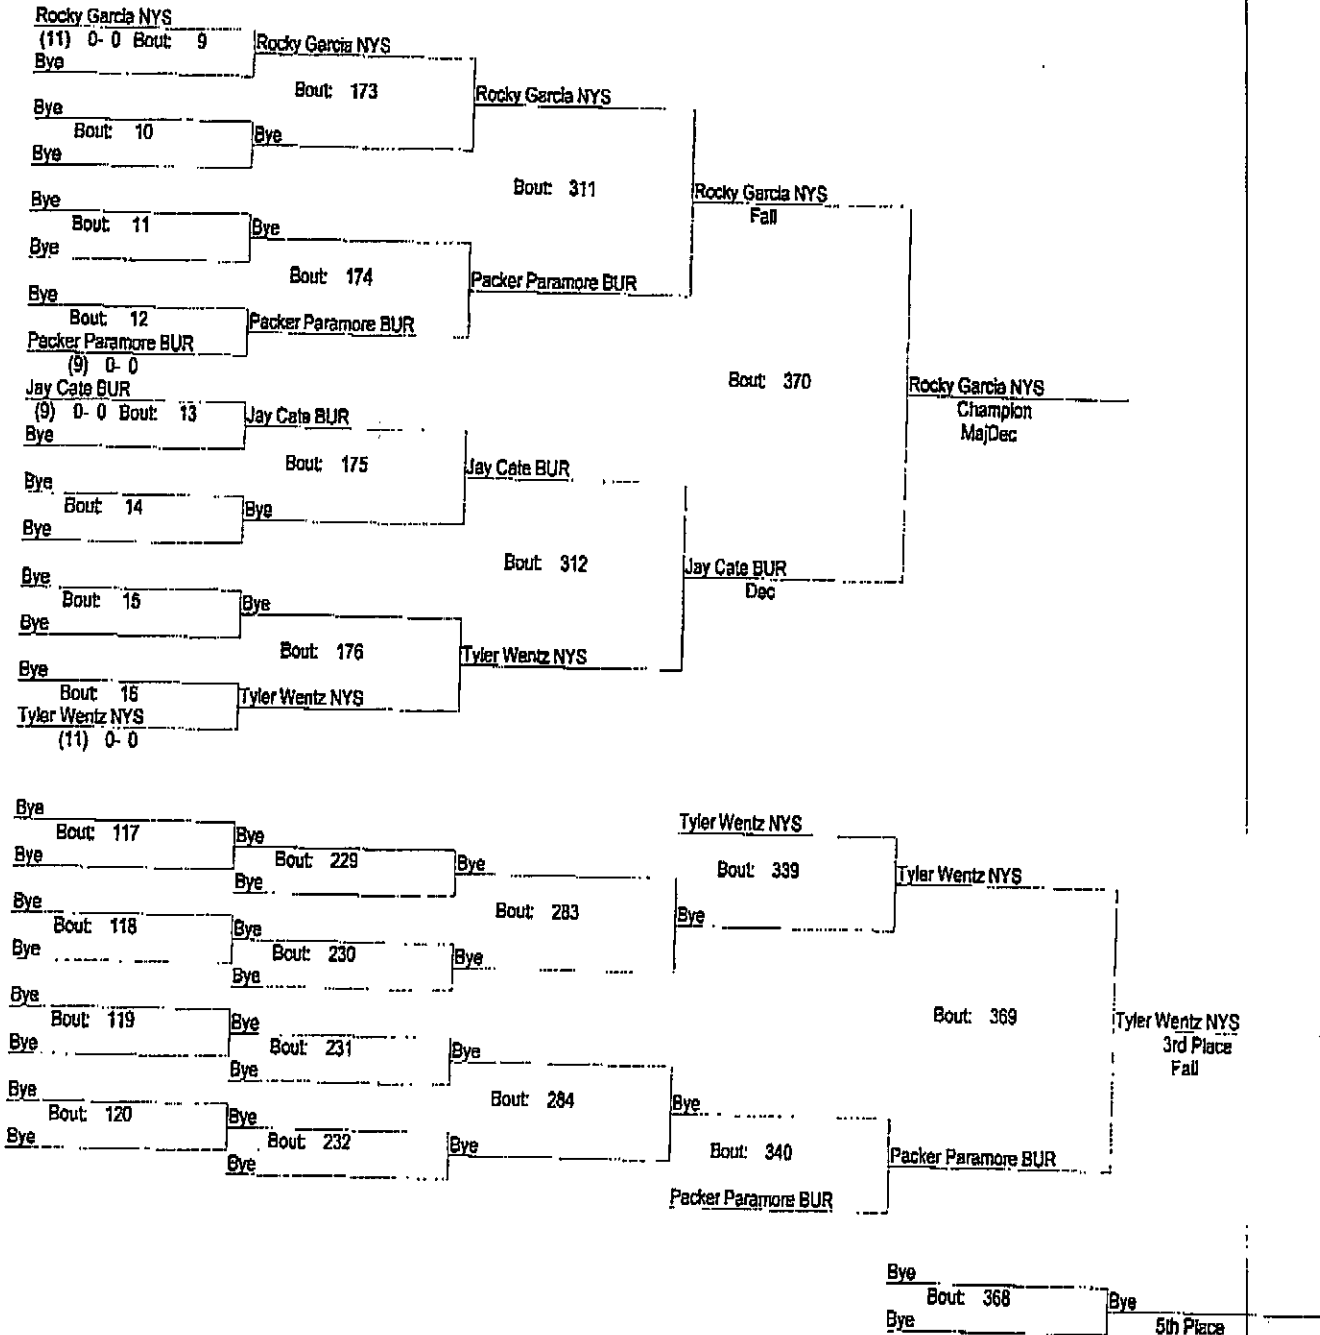 Rocky Garcia NYS
(11) 0- 0 Bout: 9
Bye
Rocky Garcia NYS
Bout: 173
Bye
Bout: 10
Bye
Bye
Rocky Garcia NYS
Bout: 311
Bye
Bout: 11
Bye
Bye
Bout: 174
Bye
Bout: 12
Packer Paramore BUR
(9) 0- 0
Packer Paramore BUR
Packer Paramore BUR
Rocky Garcia NYS
Fall
Bout: 370
Rocky Garcia NYS
Champion
MajDec
Jay Cate BUR
(9) 0- 0 Bout: 13
Bye
Jay Cate BUR
Bout: 175
Bye
Bout: 14
Bye
Bye
Jay Cate BUR
Bout: 312
Jay Cate BUR
Dec
Bye
Bout: 15
Bye
Bye
Bout: 176
Bye
Bout: 16
Tyler Wentz NYS
(11) 0- 0
Tyler Wentz NYS
Tyler Wentz NYS
Bye
Bout: 117
Bye
Bye
Bout: 229
Bye
Bye
Bout: 283
Bye
Bout: 118
Bye
Bye
Bout: 230
Bye
Bye
Tyler Wentz NYS
Bout: 339
Bye
Tyler Wentz NYS
Bout: 369
Tyler Wentz NYS
3rd Place
Fall
Bye
Bout: 119
Bye
Bye
Bout: 231
Bye
Bye
Bout: 284
Bye
Bout: 120
Bye
Bye
Bout: 232
Bye
Bye
Bye
Bout: 340
Packer Paramore BUR
Packer Paramore BUR
Bye
Bout: 368
Bye
Bye
5th Place